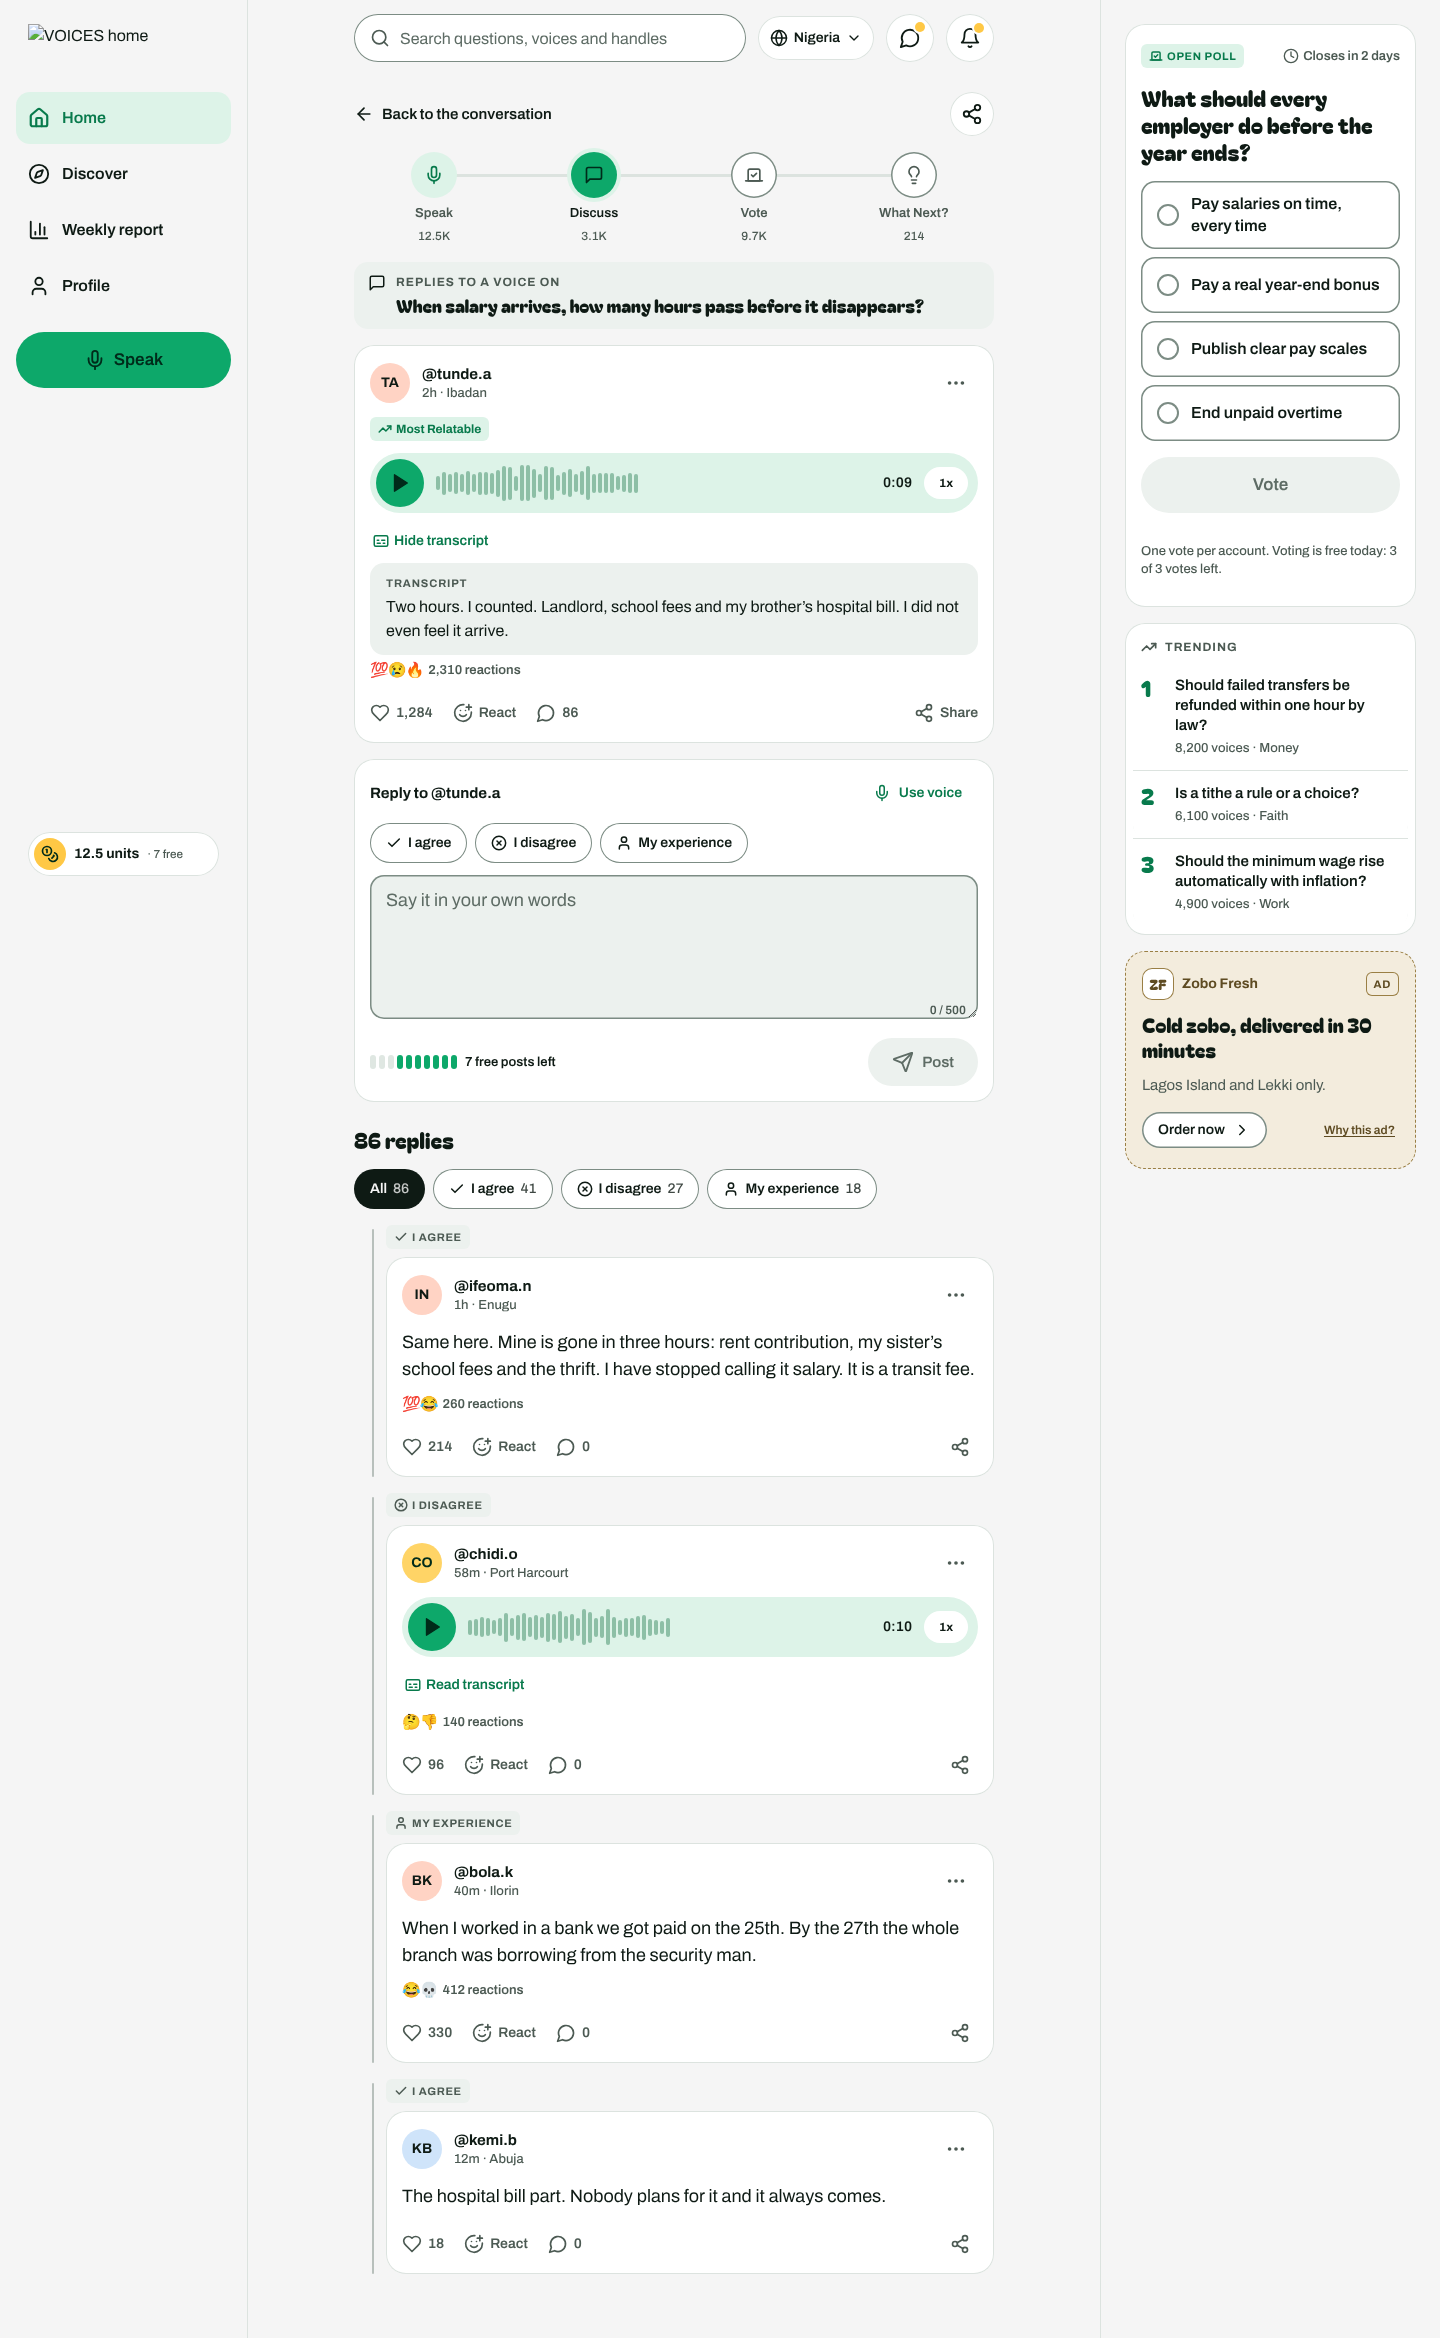 VOICES home
Home
Discover
Weekly report
Profile
Speak
12.5 units · 7 free
Search questions, voices and handles
Nigeria
Back to the conversation
Speak
12.5K
Discuss
3.1K
Vote
9.7K
What Next?
214
REPLIES TO A VOICE ON
When salary arrives, how many hours pass before it disappears?
TA
@tunde.a
2h · Ibadan
Most Relatable
0:09
1x
Hide transcript
TRANSCRIPT
Two hours. I counted. Landlord, school fees and my brother’s hospital bill. I did not
even feel it arrive.
💯😢🔥 2,310 reactions
1,284
React
86
Share
Reply to @tunde.a
Use voice
I agree
I disagree
My experience
Say it in your own words
0 / 500
7 free posts left
Post
86 replies
All 86
I agree 41
I disagree 27
My experience 18
I AGREE
IN
@ifeoma.n
1h · Enugu
Same here. Mine is gone in three hours: rent contribution, my sister’s
school fees and the thrift. I have stopped calling it salary. It is a transit fee.
💯😂 260 reactions
214
React
0
I DISAGREE
CO
@chidi.o
58m · Port Harcourt
0:10
1x
Read transcript
🤔👎 140 reactions
96
React
0
MY EXPERIENCE
BK
@bola.k
40m · Ilorin
When I worked in a bank we got paid on the 25th. By the 27th the whole
branch was borrowing from the security man.
😂💀 412 reactions
330
React
0
I AGREE
KB
@kemi.b
12m · Abuja
The hospital bill part. Nobody plans for it and it always comes.
18
React
0
OPEN POLL
Closes in 2 days
What should every
employer do before the
year ends?
Pay salaries on time,
every time
Pay a real year-end bonus
Publish clear pay scales
End unpaid overtime
Vote
One vote per account. Voting is free today: 3
of 3 votes left.
TRENDING
1
Should failed transfers be
refunded within one hour by
law?
8,200 voices · Money
2
Is a tithe a rule or a choice?
6,100 voices · Faith
3
Should the minimum wage rise
automatically with inflation?
4,900 voices · Work
ZF
Zobo Fresh
AD
Cold zobo, delivered in 30
minutes
Lagos Island and Lekki only.
Order now
Why this ad?